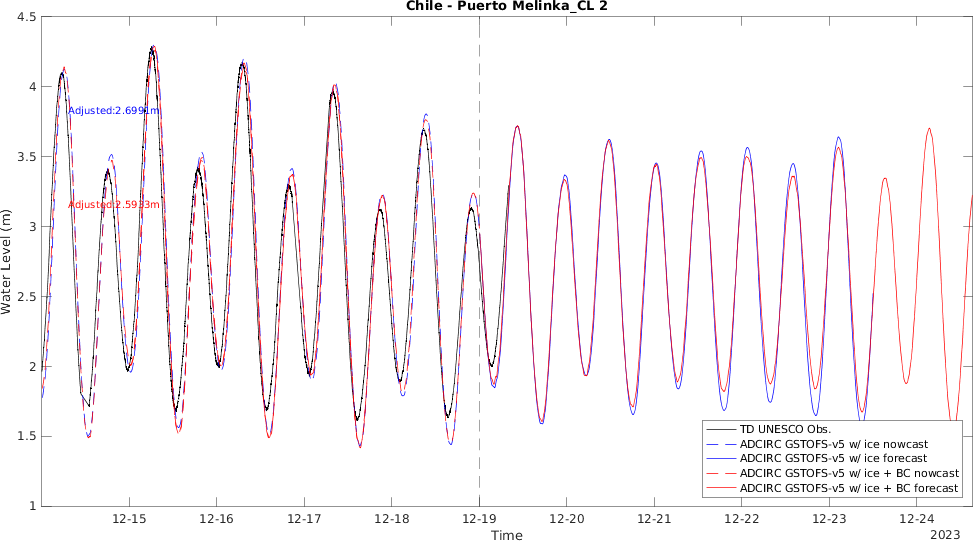 Chile - Puerto Melinka_CL 2
4.5
4
3.5
3
2.5
2
1.5
1
Water Level (m)
Adjusted:2.6991m
Adjusted:2.5933m
TD UNESCO Obs.
ADCIRC GSTOFS-v5 w/ ice nowcast
ADCIRC GSTOFS-v5 w/ ice forecast
ADCIRC GSTOFS-v5 w/ ice + BC nowcast
ADCIRC GSTOFS-v5 w/ ice + BC forecast
12-15 12-16 12-17 12-18 12-19 12-20 12-21 12-22 12-23 12-24
Time
2023